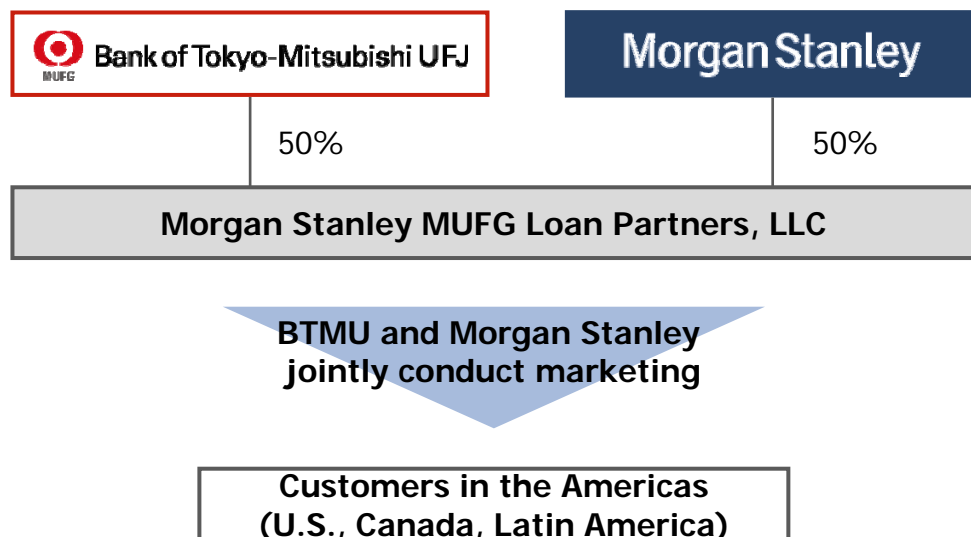 MUFG
Bank of Tokyo-Mitsubishi UFJ
Morgan Stanley
50%
50%
Morgan Stanley MUFG Loan Partners, LLC
BTMU and Morgan Stanley
jointly conduct marketing
Customers in the Americas
(U.S., Canada, Latin America)